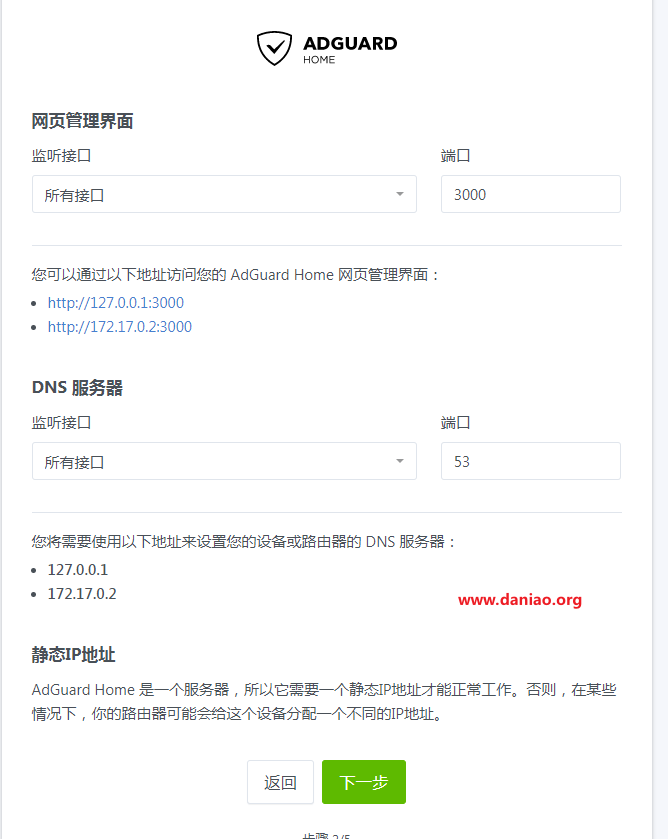 ADGUARD
HOME
网页管理界面
监听接口 端口
所有接口 3000
您可以通过以下地址访问您的 AdGuard Home 网页管理界面：
http://127.0.0.1:3000
http://172.17.0.2:3000
DNS 服务器
监听接口 端口
所有接口 53
您将需要使用以下地址来设置您的设备或路由器的 DNS 服务器：
127.0.0.1
172.17.0.2
www.daniao.org
静态IP地址
AdGuard Home 是一个服务器，所以它需要一个静态IP地址才能正常工作。否则，在某些
情况下，你的路由器可能会给这个设备分配一个不同的IP地址。
返回 下一步
步骤 2/5